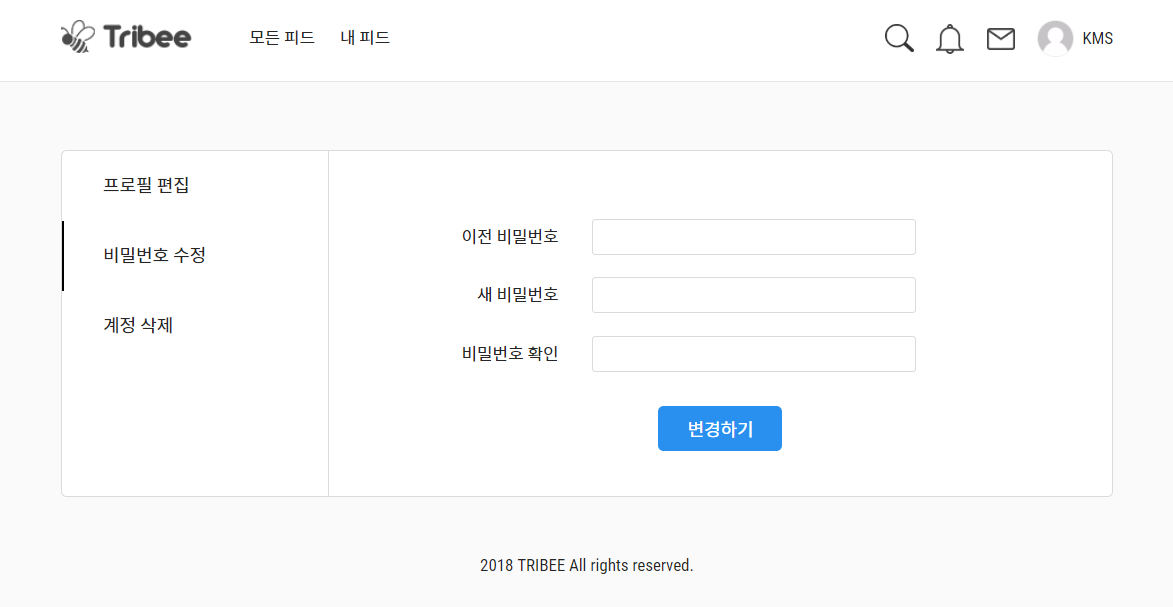 Tribee 모든 피드 내 피드 KMS
프로필 편집
비밀번호 수정
계정 삭제
이전 비밀번호
새 비밀번호
비밀번호 확인
변경하기
2018 TRIBEE All rights reserved.